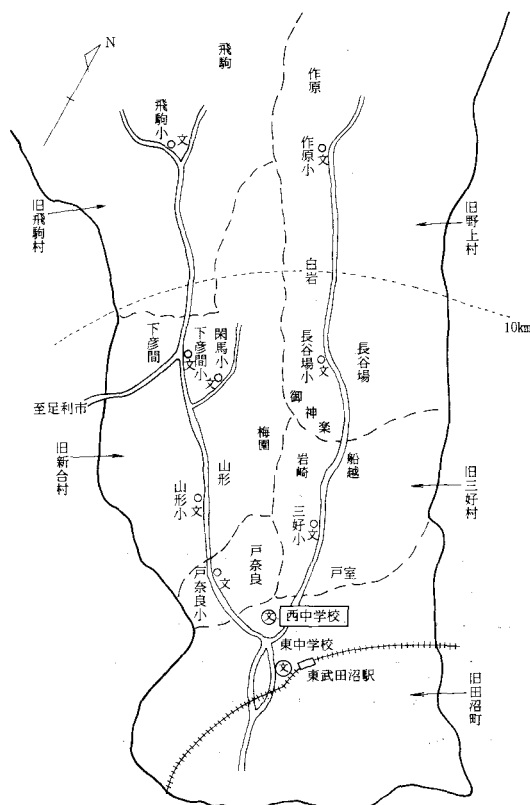 N
飛駒
作原
飛駒小
文
作原小
文
旧飛駒村
旧野上村
白岩
10km
下彦間
下彦間小
文
閑馬小
文
長谷場小
文
長谷場
至足利市
御神楽
梅園
岩崎
船越
旧新合村
山形
山形小
文
三好小
文
旧三好村
戸奈良
戸奈良小
文
戸室
文
西中学校
東中学校
文
東武田沼駅
旧田沼町